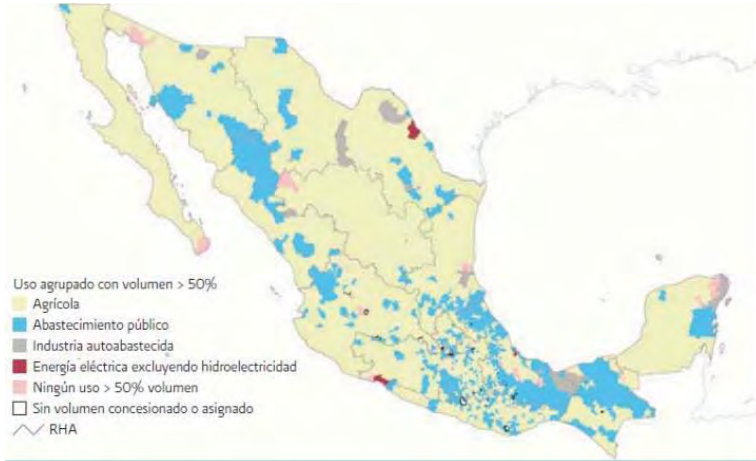 Uso agrupado con volumen > 50%
Agrícola
Abastecimiento público
Industria autoabastecida
Energía eléctrica excluyendo hidroelectricidad
Ningún uso > 50% volumen
Sin volumen concesionado o asignado
RHA